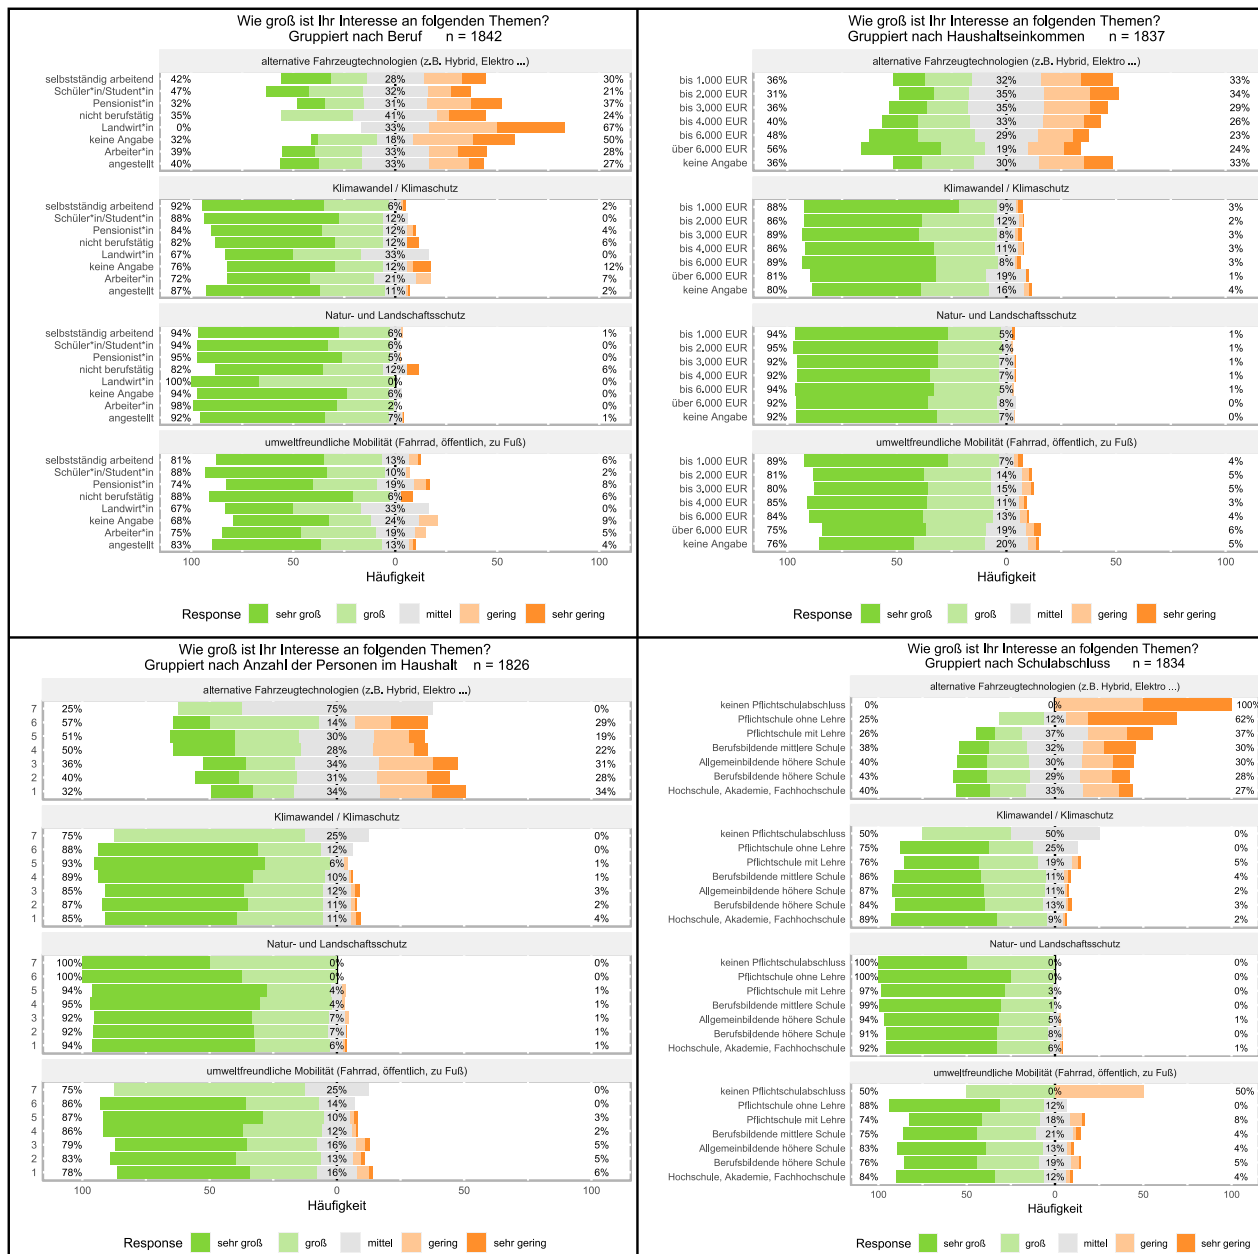 Wie groß ist Ihr Interesse an folgenden Themen?
Gruppiert nach Beruf n = 1842
alternative Fahrzeugtechnologien (z.B. Hybrid, Elektro ...)
selbstständig arbeitend 42% 28% 30%
Schüler*in/Student*in 47% 32% 21%
Pensionist*in 32% 31% 37%
nicht berufstätig 35% 41% 24%
Landwirt*in 0% 33% 67%
keine Angabe 32% 18% 50%
Arbeiter*in 39% 33% 28%
angestellt 40% 33% 27%
Klimawandel / Klimaschutz
selbstständig arbeitend 92% 6% 2%
Schüler*in/Student*in 88% 12% 0%
Pensionist*in 84% 12% 4%
nicht berufstätig 82% 12% 6%
Landwirt*in 67% 33% 0%
keine Angabe 76% 12% 12%
Arbeiter*in 72% 21% 7%
angestellt 87% 11% 2%
Natur- und Landschaftsschutz
selbstständig arbeitend 94% 6% 1%
Schüler*in/Student*in 94% 6% 0%
Pensionist*in 95% 5% 0%
nicht berufstätig 82% 12% 6%
Landwirt*in 100% 0% 0%
keine Angabe 94% 6% 0%
Arbeiter*in 98% 2% 0%
angestellt 92% 7% 1%
umweltfreundliche Mobilität (Fahrrad, öffentlich, zu Fuß)
selbstständig arbeitend 81% 13% 6%
Schüler*in/Student*in 88% 10% 2%
Pensionist*in 74% 19% 8%
nicht berufstätig 88% 6% 6%
Landwirt*in 67% 33% 0%
keine Angabe 68% 24% 9%
Arbeiter*in 75% 19% 5%
angestellt 83% 13% 4%
100 50 0 50 100
Häufigkeit
Response sehr groß groß mittel gering sehr gering
Wie groß ist Ihr Interesse an folgenden Themen?
Gruppiert nach Haushaltseinkommen n = 1837
alternative Fahrzeugtechnologien (z.B. Hybrid, Elektro ...)
bis 1.000 EUR 36% 32% 33%
bis 2.000 EUR 31% 35% 34%
bis 3.000 EUR 36% 35% 29%
bis 4.000 EUR 40% 33% 26%
bis 6.000 EUR 48% 29% 23%
über 6.000 EUR 56% 19% 24%
keine Angabe 36% 30% 33%
Klimawandel / Klimaschutz
bis 1.000 EUR 88% 9% 3%
bis 2.000 EUR 86% 12% 2%
bis 3.000 EUR 89% 8% 3%
bis 4.000 EUR 86% 11% 3%
bis 6.000 EUR 89% 8% 3%
über 6.000 EUR 81% 19% 1%
keine Angabe 80% 16% 4%
Natur- und Landschaftsschutz
bis 1.000 EUR 94% 5% 1%
bis 2.000 EUR 95% 4% 1%
bis 3.000 EUR 92% 7% 1%
bis 4.000 EUR 92% 7% 1%
bis 6.000 EUR 94% 5% 1%
über 6.000 EUR 92% 8% 0%
keine Angabe 92% 7% 0%
umweltfreundliche Mobilität (Fahrrad, öffentlich, zu Fuß)
bis 1.000 EUR 89% 7% 4%
bis 2.000 EUR 81% 14% 5%
bis 3.000 EUR 80% 15% 5%
bis 4.000 EUR 85% 11% 3%
bis 6.000 EUR 84% 13% 4%
über 6.000 EUR 75% 19% 6%
keine Angabe 76% 20% 5%
100 50 0 50 100
Häufigkeit
Response sehr groß groß mittel gering sehr gering
Wie groß ist Ihr Interesse an folgenden Themen?
Gruppiert nach Anzahl der Personen im Haushalt n = 1826
alternative Fahrzeugtechnologien (z.B. Hybrid, Elektro ...)
7 25% 75%
6 57% 14% 29%
5 51% 30% 19%
4 50% 28% 22%
3 36% 34% 31%
2 40% 31% 28%
1 32% 34% 34%
Klimawandel / Klimaschutz
7 75% 25% 0%
6 88% 12% 0%
5 93% 6% 1%
4 89% 10% 1%
3 85% 12% 3%
2 87% 11% 2%
1 85% 11% 4%
Natur- und Landschaftsschutz
7 100% 0% 0%
6 100% 0% 0%
5 94% 4% 1%
4 95% 4% 1%
3 92% 7% 1%
2 92% 7% 1%
1 94% 6% 1%
umweltfreundliche Mobilität (Fahrrad, öffentlich, zu Fuß)
7 75% 25% 0%
6 86% 14% 0%
5 87% 10% 3%
4 86% 12% 2%
3 79% 16% 5%
2 83% 13% 5%
1 78% 16% 6%
100 50 0 50 100
Häufigkeit
Response sehr groß groß mittel gering sehr gering
Wie groß ist Ihr Interesse an folgenden Themen?
Gruppiert nach Schulabschluss n = 1834
alternative Fahrzeugtechnologien (z.B. Hybrid, Elektro ...)
keinen Pflichtschulabschluss 0% 0% 100%
Pflichtschule ohne Lehre 25% 12% 62%
Pflichtschule mit Lehre 26% 37% 37%
Berufsbildende mittlere Schule 38% 32% 30%
Allgemeinbildende höhere Schule 40% 30% 30%
Berufsbildende höhere Schule 43% 29% 28%
Hochschule, Akademie, Fachhochschule 40% 33% 27%
Klimawandel / Klimaschutz
keinen Pflichtschulabschluss 50% 50% 0%
Pflichtschule ohne Lehre 75% 25% 0%
Pflichtschule mit Lehre 76% 19% 5%
Berufsbildende mittlere Schule 86% 11% 4%
Allgemeinbildende höhere Schule 87% 11% 2%
Berufsbildende höhere Schule 84% 13% 3%
Hochschule, Akademie, Fachhochschule 89% 9% 2%
Natur- und Landschaftsschutz
keinen Pflichtschulabschluss 100% 0% 0%
Pflichtschule ohne Lehre 100% 0% 0%
Pflichtschule mit Lehre 97% 3% 0%
Berufsbildende mittlere Schule 99% 1% 0%
Allgemeinbildende höhere Schule 94% 5% 1%
Berufsbildende höhere Schule 91% 8% 0%
Hochschule, Akademie, Fachhochschule 92% 6% 1%
umweltfreundliche Mobilität (Fahrrad, öffentlich, zu Fuß)
keinen Pflichtschulabschluss 50% 0% 50%
Pflichtschule ohne Lehre 88% 12% 0%
Pflichtschule mit Lehre 74% 18% 8%
Berufsbildende mittlere Schule 75% 21% 4%
Allgemeinbildende höhere Schule 83% 13% 4%
Berufsbildende höhere Schule 76% 19% 5%
Hochschule, Akademie, Fachhochschule 84% 12% 4%
100 50 0 50 100
Häufigkeit
Response sehr groß groß mittel gering sehr gering